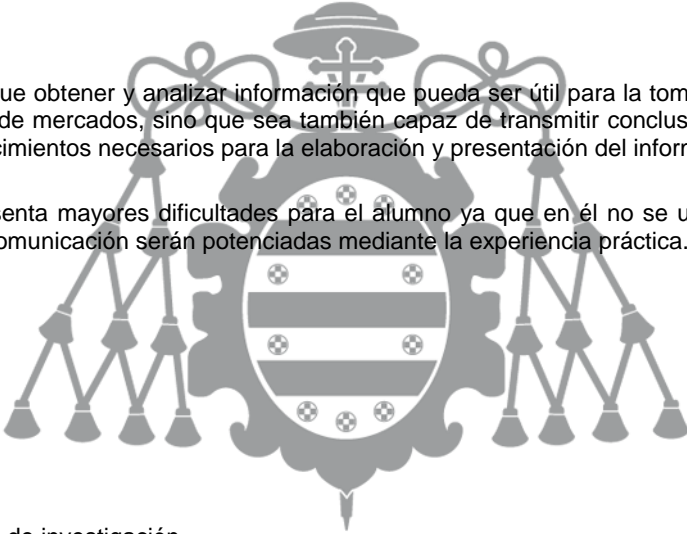 ue obtener y analizar información que pueda ser útil para la tom
de mercados, sino que sea también capaz de transmitir conclus
cimientos necesarios para la elaboración y presentación del infor
senta mayores dificultades para el alumno ya que en él no se u
omunicación serán potenciadas mediante la experiencia práctica.
de investigación